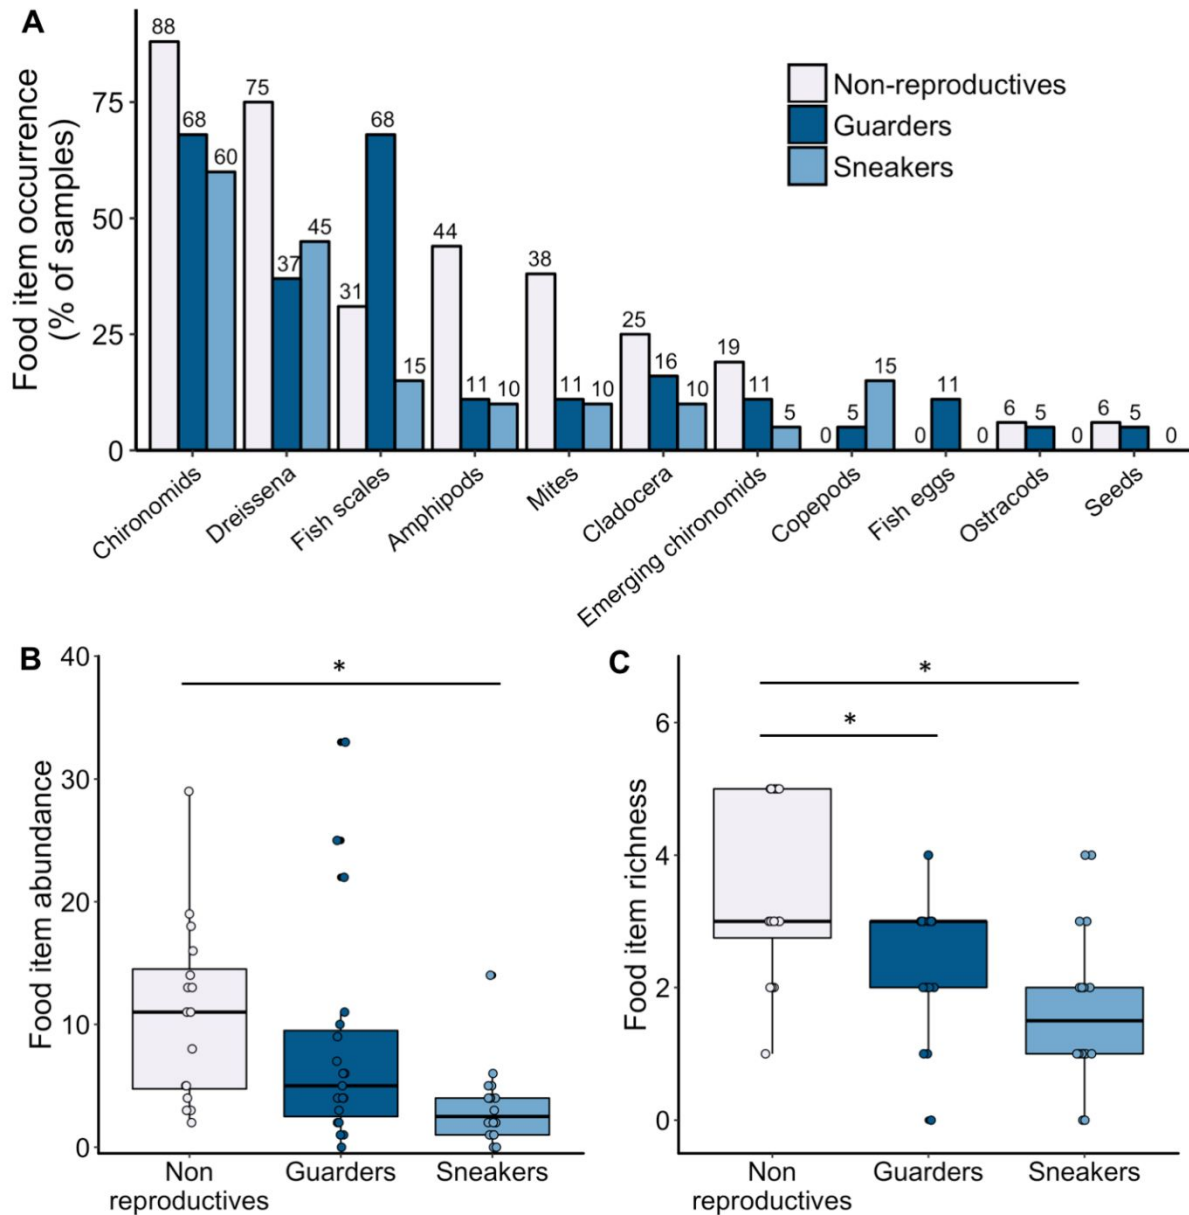 A
Food item occurrence
(% of samples)
75
50
25
0
88
68
60
75
37
45
31
68
15
44
11
10
38
11
10
25
16
10
19
11
5
0
5
15
0
11
0
6
5
0
6
5
0
Non-reproductives
Guarders
Sneakers
Chironomids
Dreissena
Fish scales
Amphipods
Mites
Cladocera
Emerging chironomids
Copepods
Fish eggs
Ostracods
Seeds
B
Food item abundance
40
30
20
10
0
*
Non
reproductives
Guarders
Sneakers
C
Food item richness
6
4
2
0
*
*
Non
reproductives
Guarders
Sneakers